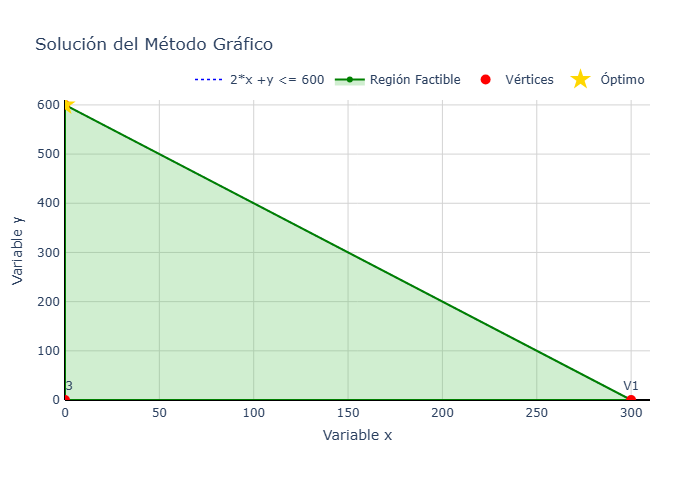 Solución del Método Gráfico
2*x +y <= 600
Región Factible
Vértices
Óptimo
600
500
400
300
200
100
0
Variable y
3
V1
0
50
100
150
200
250
300
Variable x